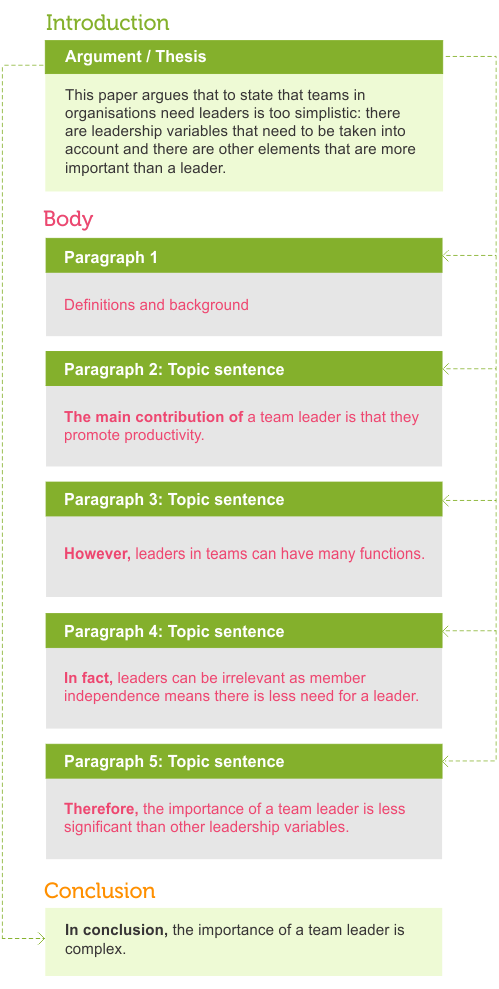 Introduction
Argument / Thesis
This paper argues that to state that teams in
organisations need leaders is too simplistic: there
are leadership variables that need to be taken into
account and there are other elements that are more
important than a leader.
Body
Paragraph 1
Definitions and background
Paragraph 2: Topic sentence
The main contribution of a team leader is that they
promote productivity.
Paragraph 3: Topic sentence
However, leaders in teams can have many functions.
Paragraph 4: Topic sentence
In fact, leaders can be irrelevant as member
independence means there is less need for a leader.
Paragraph 5: Topic sentence
Therefore, the importance of a team leader is less
significant than other leadership variables.
Conclusion
In conclusion, the importance of a team leader is
complex.